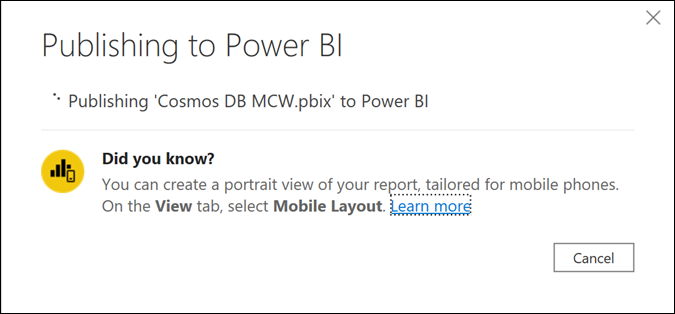 Publishing to Power BI
Publishing 'Cosmos DB MCW.pbix' to Power BI
Did you know?
You can create a portrait view of your report, tailored for mobile phones.
On the View tab, select Mobile Layout. Learn more
Cancel